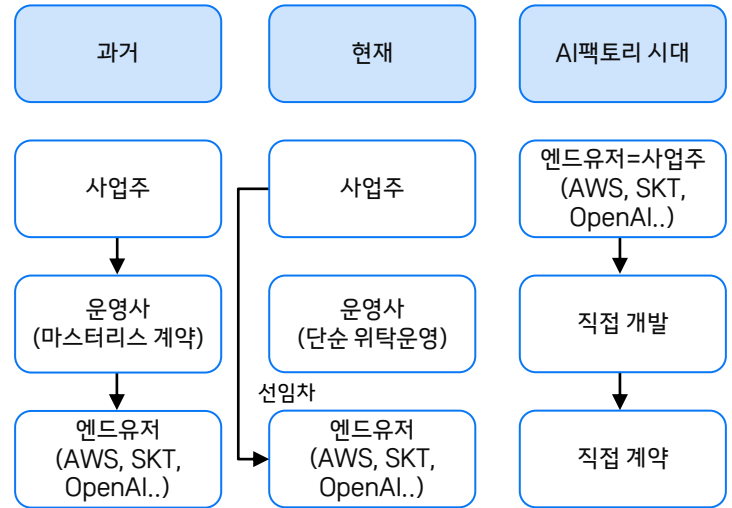 과거
현재
AI팩토리 시대
사업주
사업주
엔드유저=사업주
(AWS, SKT,
OpenAI..)
운영사
(마스터리스 계약)
운영사
(단순 위탁운영)
직접 개발
선임차
엔드유저
(AWS, SKT,
OpenAI..)
엔드유저
(AWS, SKT,
OpenAI..)
직접 계약